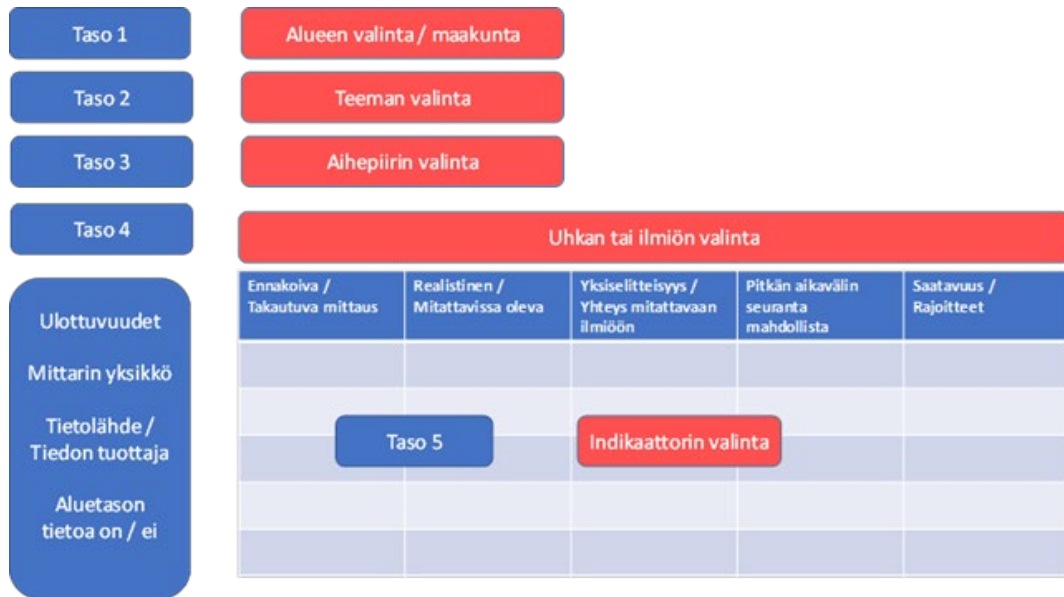 Taso 1
Alueen valinta / maakunta
Taso 2
Teeman valinta
Taso 3
Aihepiirin valinta
Taso 4
Uhkan tai ilmiön valinta
Ulottuvuudet
Mittarin yksikkö
Tietolähde /
Tiedon tuottaja
Aluetason
tietoa on / ei
Ennakoiva /
Takautuva mittaus
Realistinen /
Mitattavissa oleva
Yksiselitteisyys /
Yhteys mitattavaan
ilmiöön
Pitkän aikavälin
seuranta
mahdollista
Saatavuus /
Rajoitteet
Taso 5
Indikaattorin valinta